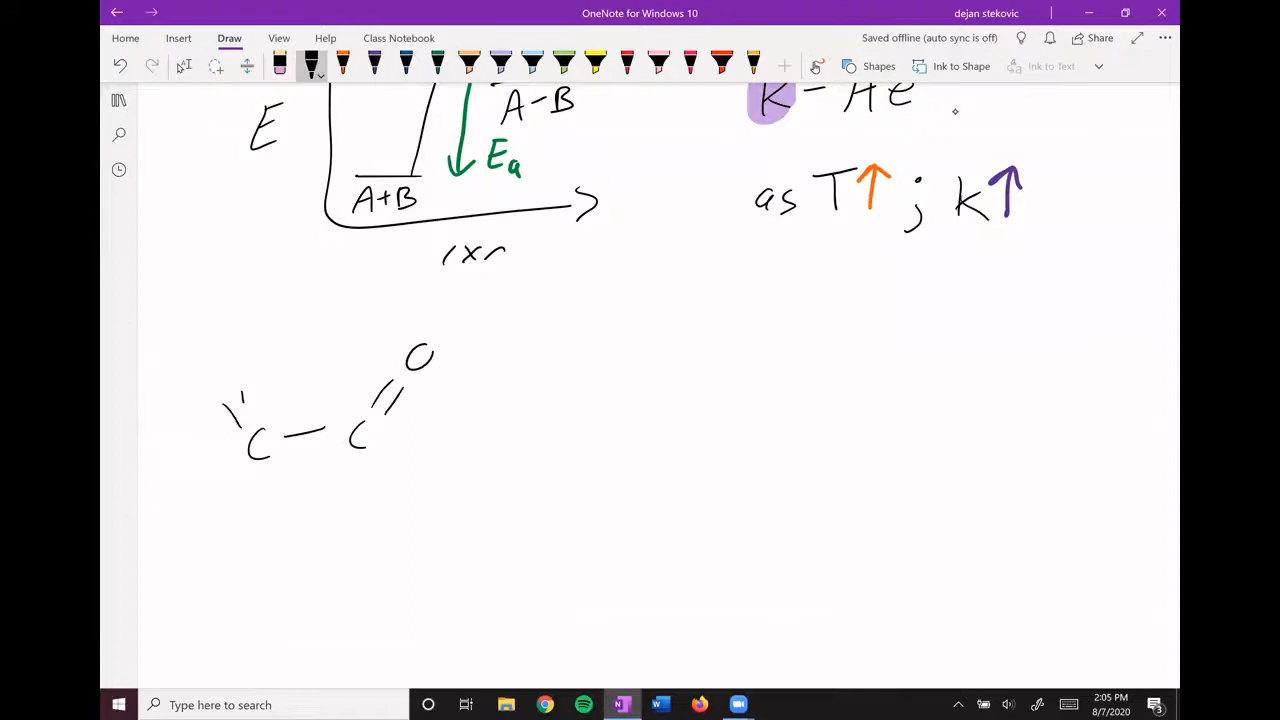 OneNote for Windows 10
dejan stekovic
Home Insert Draw View Help Class Notebook
Saved offline (auto sync is off)
Share
Shapes
Ink to Shape
Ink to Text
E
A-B
Ea
A+B
rxn
k = Ae
as T↑ ; k↑
O
C - C
Type here to search
2:05 PM
8/7/2020
3